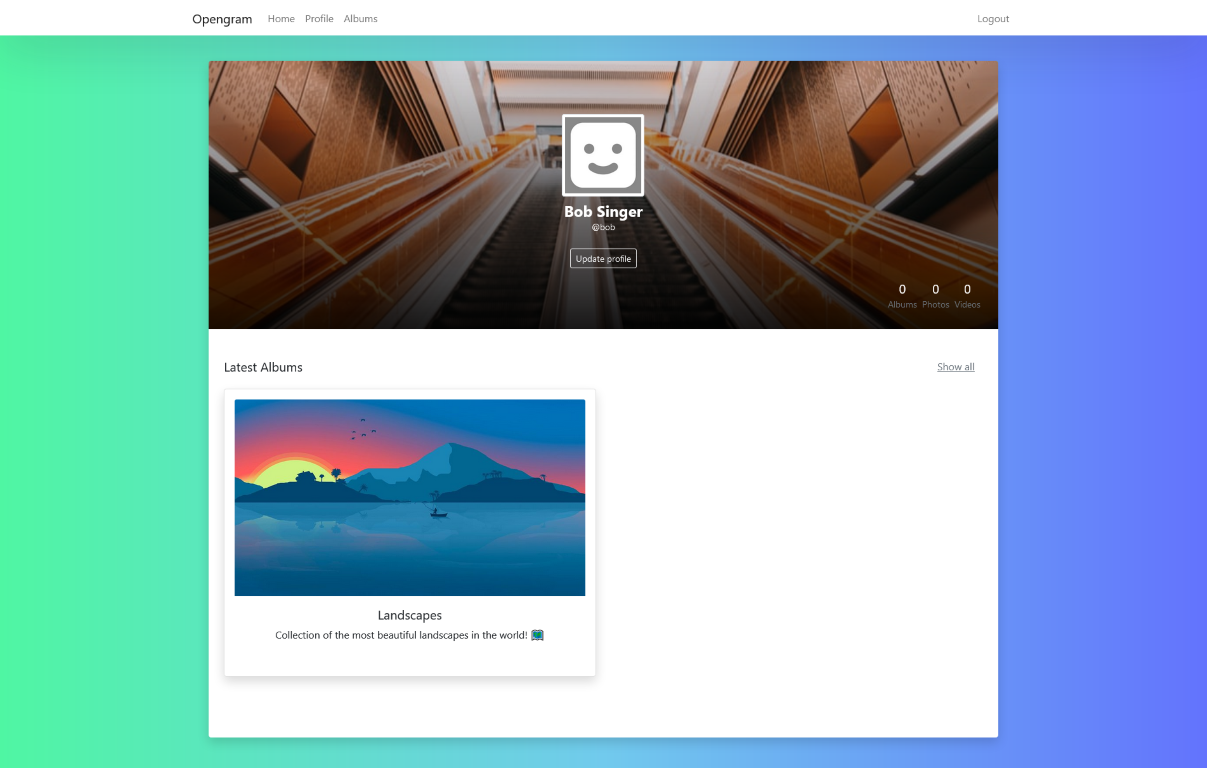 Opengram Home Profile Albums Logout
Bob Singer
@bob
Update profile
0 0 0
Albums Photos Videos
Latest Albums Show all
Landscapes
Collection of the most beautiful landscapes in the world!